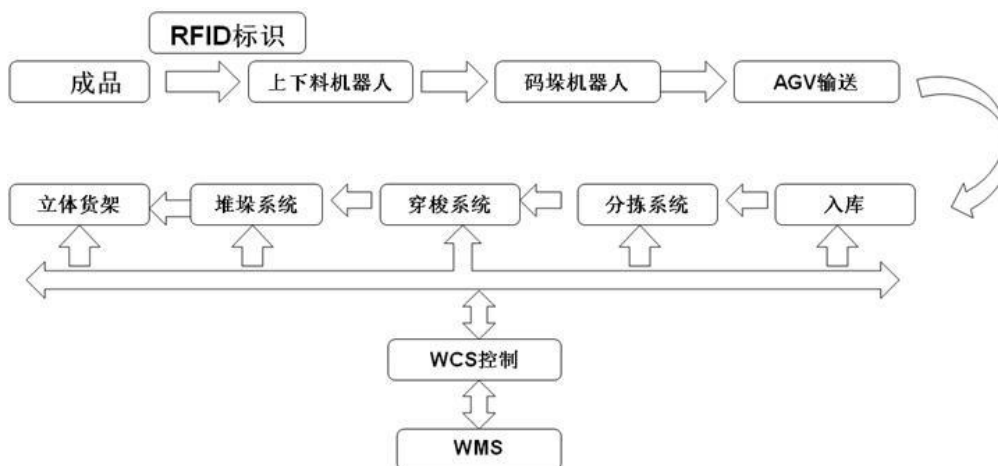 RFID标识
成品
上下料机器人
码垛机器人
AGV输送
立体货架
堆垛系统
穿梭系统
分拣系统
入库
WCS控制
WMS